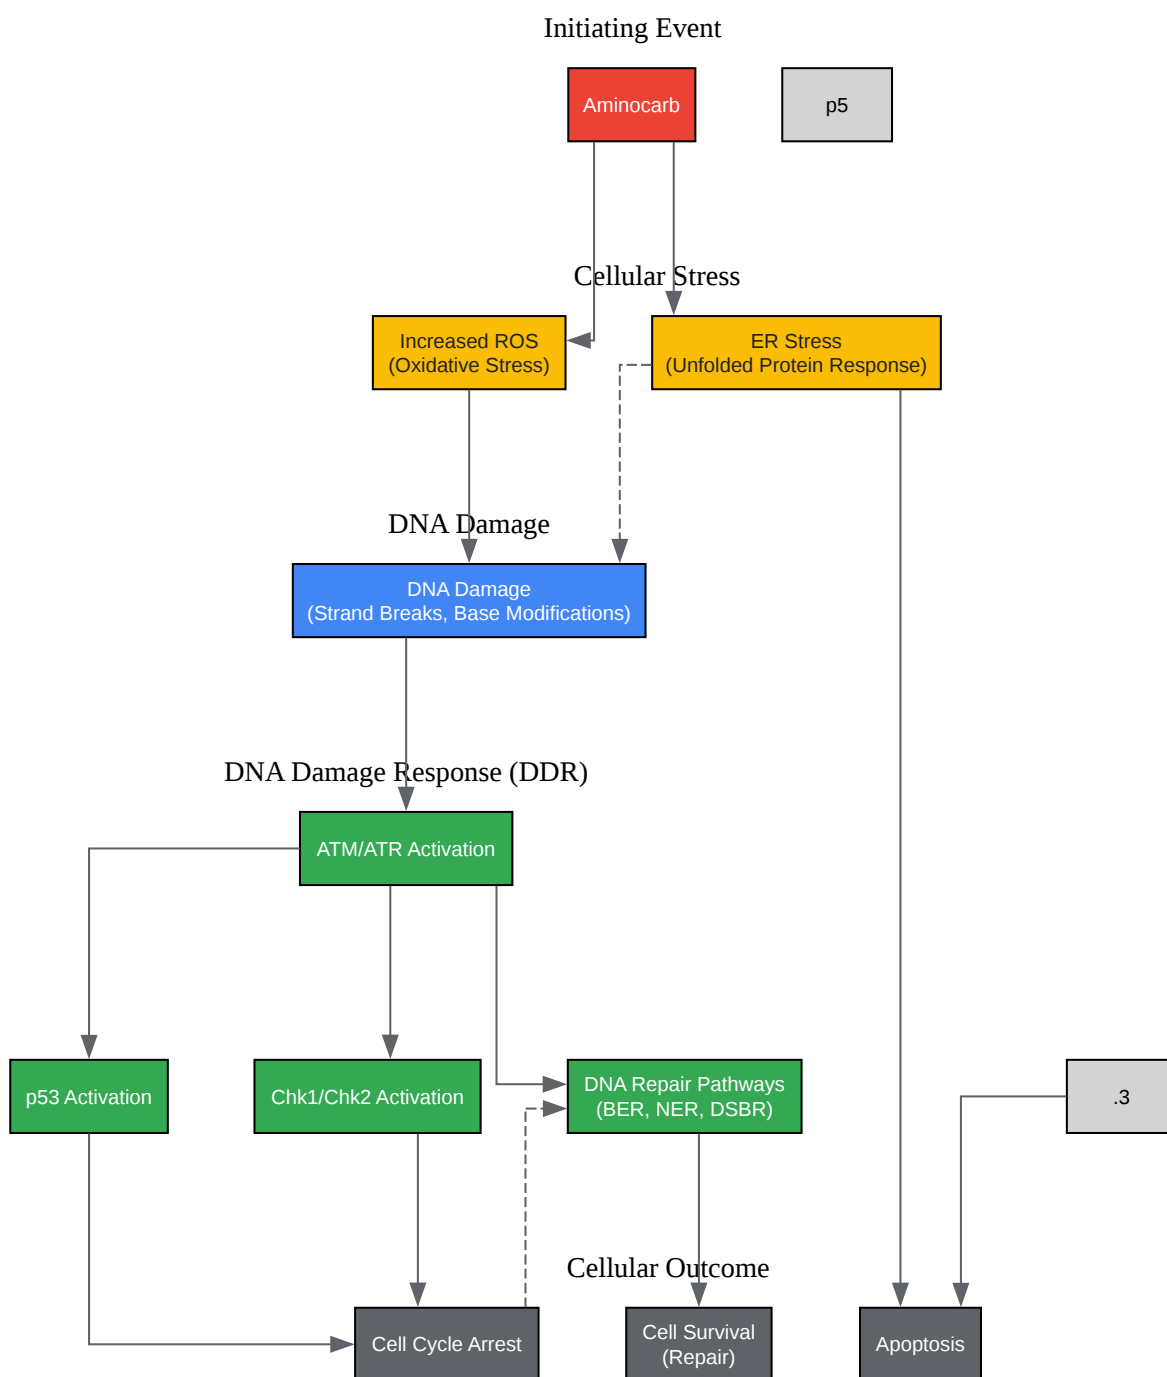 Initiating Event
Aminocarb
p5
Cellular Stress
Increased ROS
(Oxidative Stress)
ER Stress
(Unfolded Protein Response)
DNA Damage
DNA Damage
(Strand Breaks, Base Modifications)
DNA Damage Response (DDR)
ATM/ATR Activation
p53 Activation
Chk1/Chk2 Activation
DNA Repair Pathways
(BER, NER, DSBR)
.3
Cellular Outcome
Cell Cycle Arrest
Cell Survival
(Repair)
Apoptosis